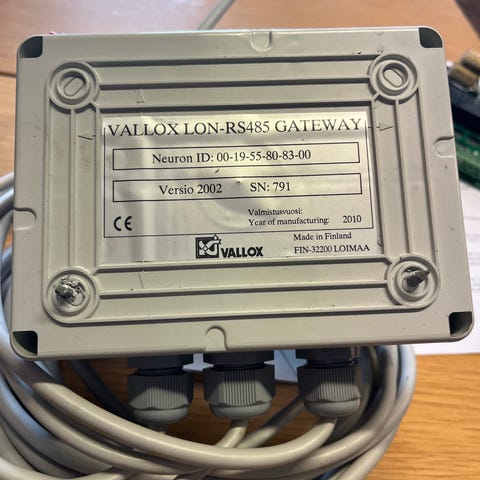 VALLOX LON-RS485 GATEWAY
Neuron ID: 00-19-55-80-83-00
Versio 2002 SN: 791
Valmistusvuosi:
Year of manufacturing: 2010
CE
Made in Finland
VALLOX
FIN-32200 LOIMAA